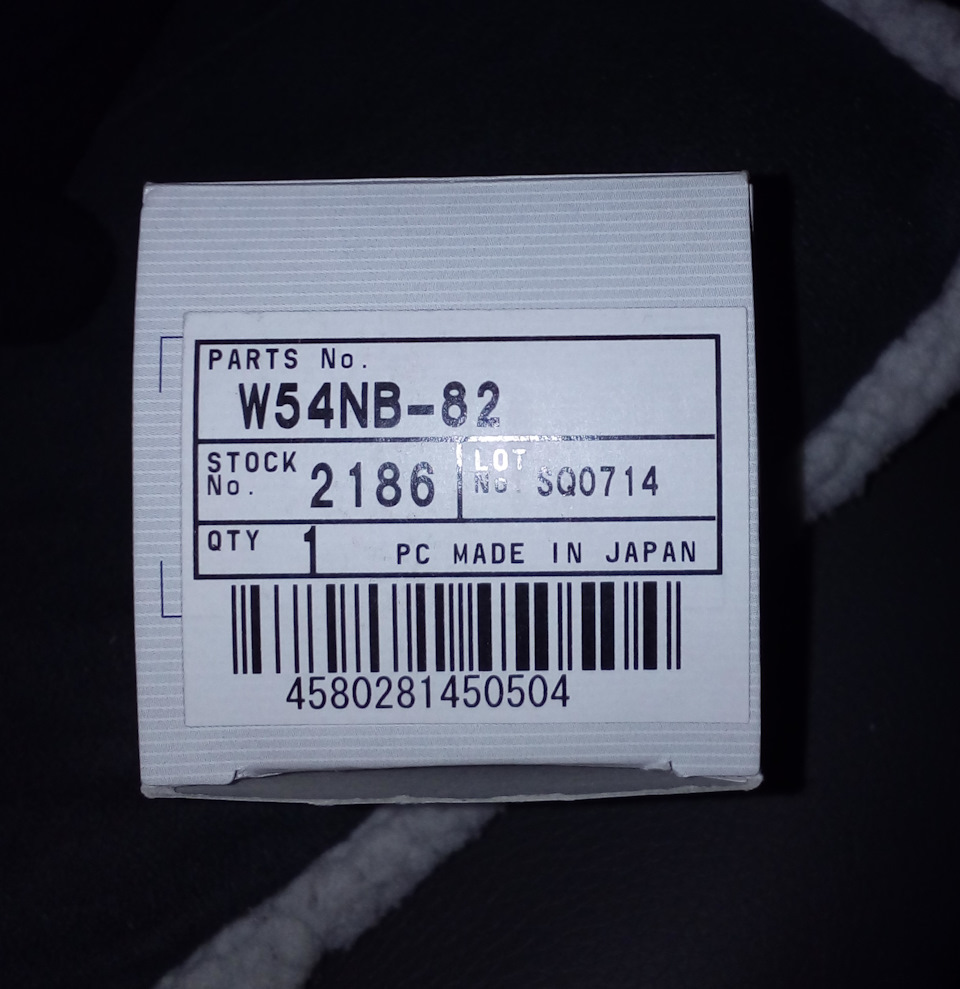 PARTS No.
W54NB-82
STOCK No. 2186
LOT No. SQ0714
QTY 1 PC MADE IN JAPAN
4580281450504